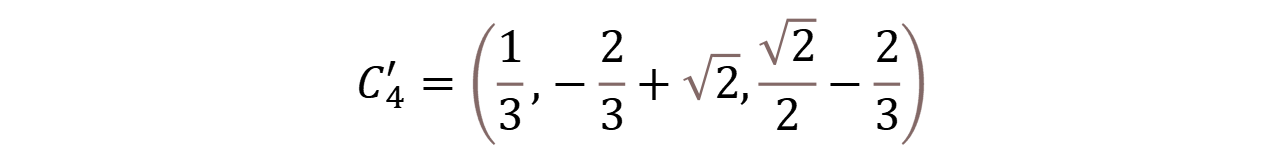 C′₄ = (1/3, −2/3 + √2, √2/2 − 2/3)